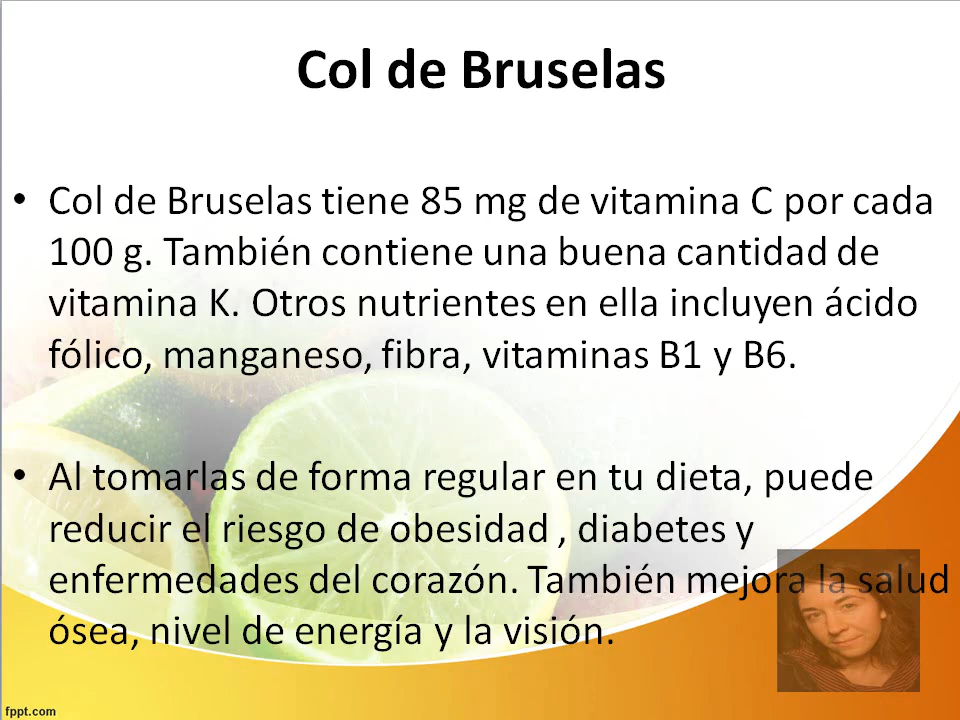 Col de Bruselas
• Col de Bruselas tiene 85 mg de vitamina C por cada
100 g. También contiene una buena cantidad de
vitamina K. Otros nutrientes en ella incluyen ácido
fólico, manganeso, fibra, vitaminas B1 y B6.
• Al tomarlas de forma regular en tu dieta, puede
reducir el riesgo de obesidad , diabetes y
enfermedades del corazón. También mejora la salud
ósea, nivel de energía y la visión.
fppt.com